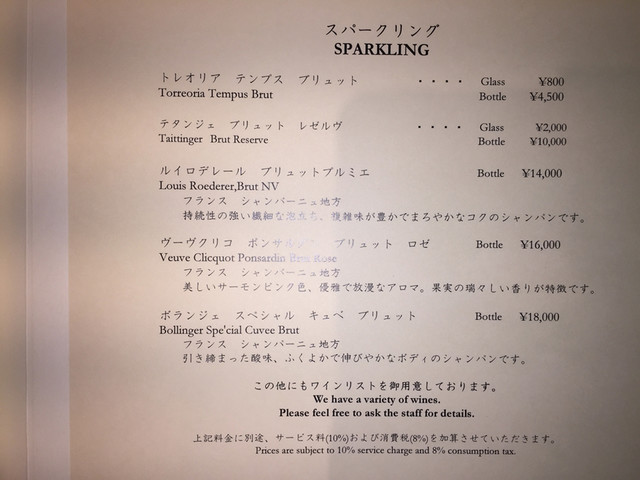 スパークリング
SPARKLING
トレオリア テンプス ブリュット ・・・・ Glass ¥800
Torreoria Tempus Brut Bottle ¥4,500
テタンジェ ブリュット レゼルヴ ・・・・ Glass ¥2,000
Taittinger Brut Reserve Bottle ¥10,000
ルイロデレール ブリュットプルミエ Bottle ¥14,000
Louis Roederer,Brut NV
フランス シャンパーニュ地方
持続性の強い繊細な泡立ち、複雑味が豊かでまろやかなコクのシャンパンです。
ヴーヴクリコ ポンサルダン ブリュット ロゼ Bottle ¥16,000
Veuve Clicquot Ponsardin Brut Rose
フランス シャンパーニュ地方
美しいサーモンピンク色、優雅で放漫なアロマ。果実の瑞々しい香りが特徴です。
ボランジェ スペシャル キュベ ブリュット Bottle ¥18,000
Bollinger Spe'cial Cuvee Brut
フランス シャンパーニュ地方
引き締まった酸味、ふくよかで伸びやかなボディのシャンパンです。
この他にもワインリストを御用意しております。
We have a variety of wines.
Please feel free to ask the staff for details.
上記料金に別途、サービス料(10%)および消費税(8%)を加算させていただきます。
Prices are subject to 10% service charge and 8% consumption tax.